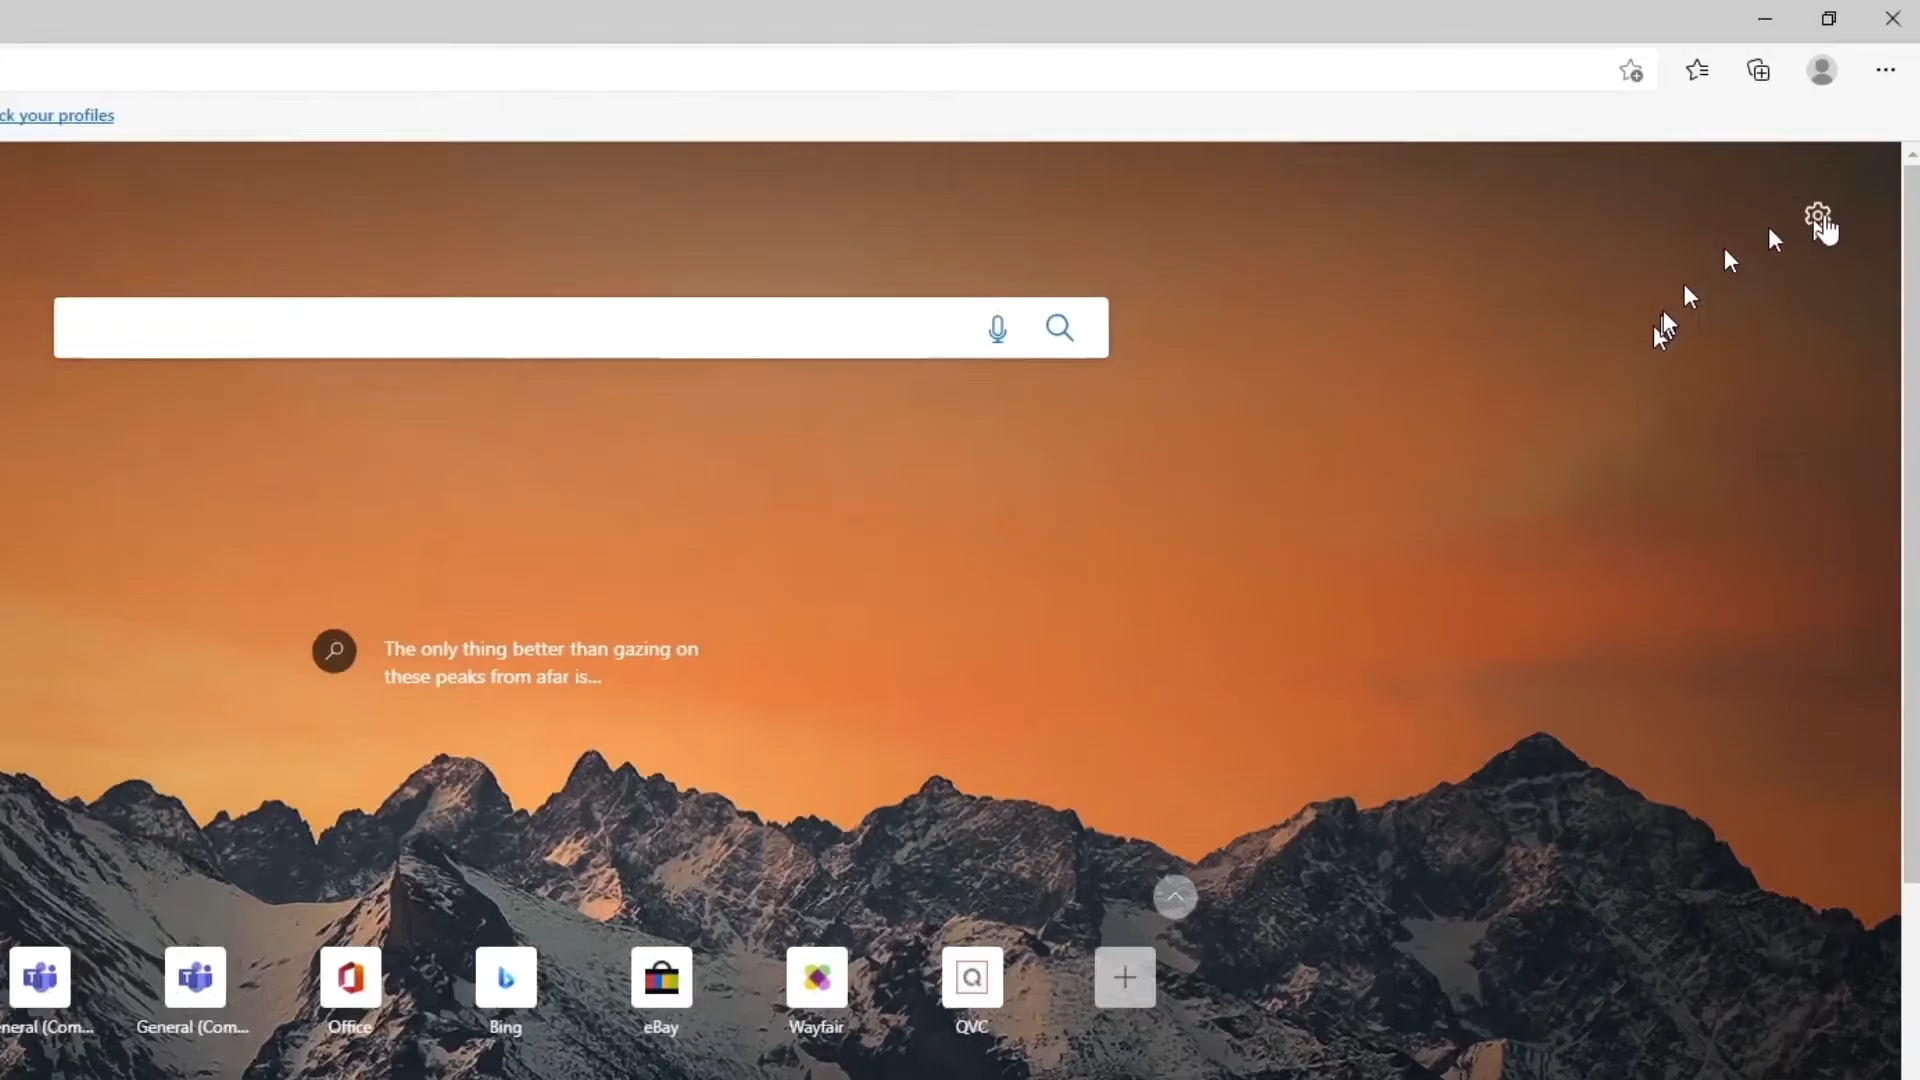 ck your profiles
The only thing better than gazing on
these peaks from afar is...
neral (Com...
General (Com...
Office
Bing
eBay
Wayfair
QVC